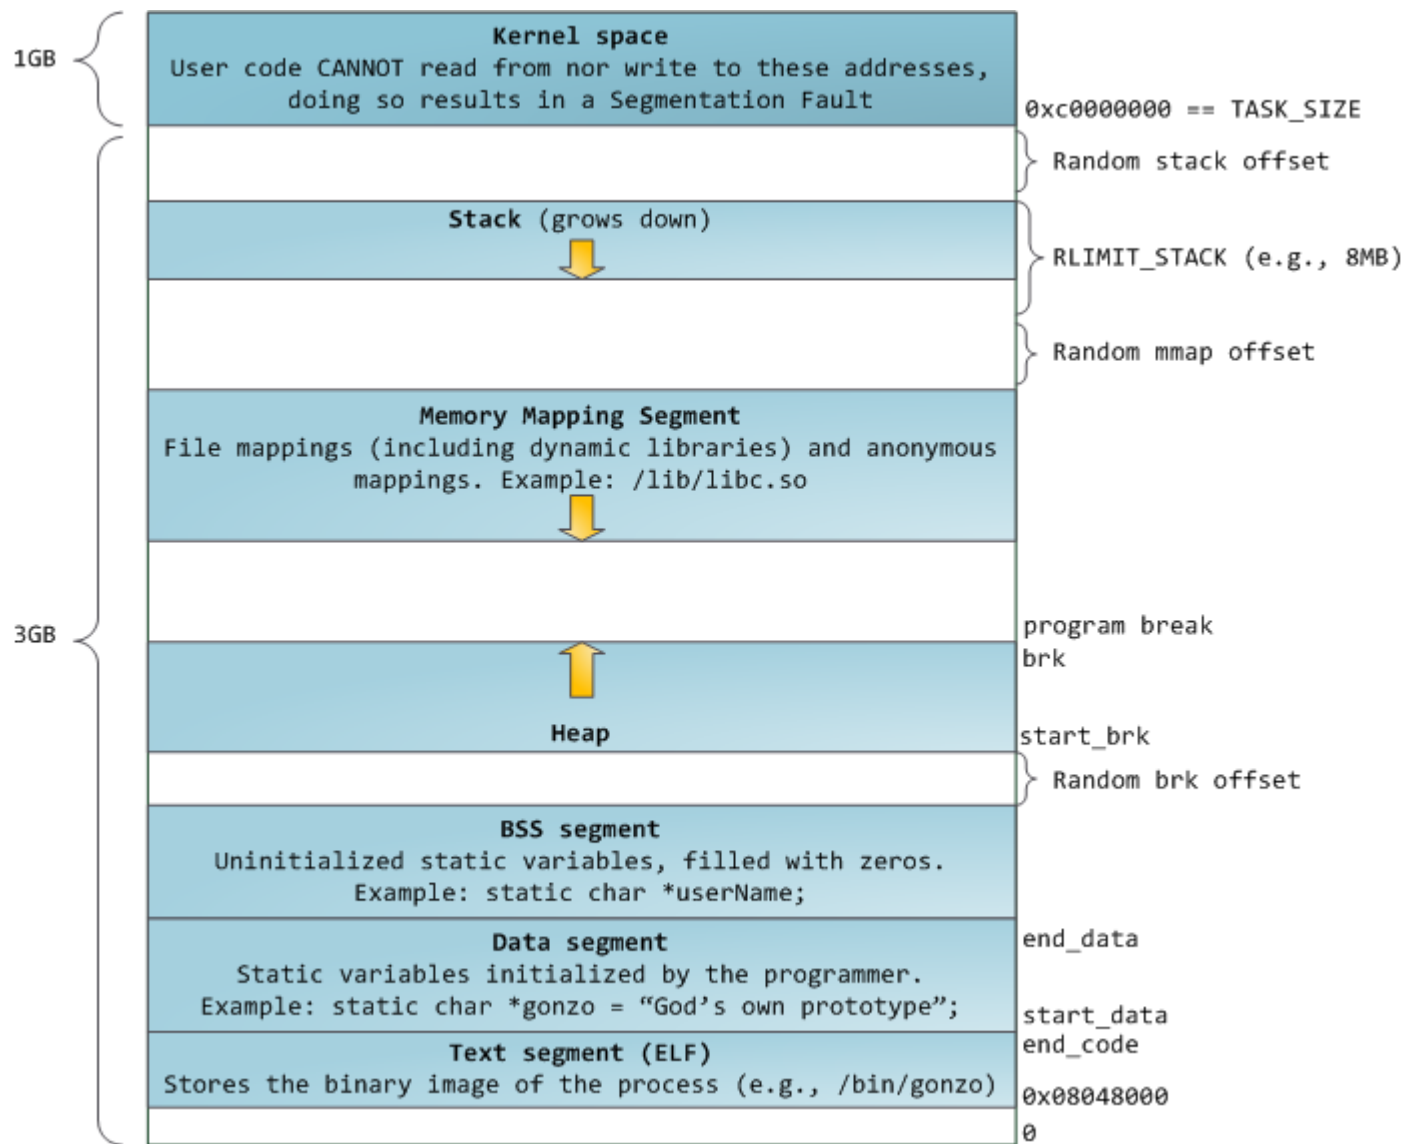 1GB
Kernel space
User code CANNOT read from nor write to these addresses,
doing so results in a Segmentation Fault
0xc0000000 == TASK_SIZE
Random stack offset
Stack (grows down)
RLIMIT_STACK (e.g., 8MB)
Random mmap offset
Memory Mapping Segment
File mappings (including dynamic libraries) and anonymous
mappings. Example: /lib/libc.so
3GB
program break
brk
Heap
start_brk
Random brk offset
BSS segment
Uninitialized static variables, filled with zeros.
Example: static char *userName;
Data segment
end_data
Static variables initialized by the programmer.
Example: static char *gonzo = “God’s own prototype”;
start_data
Text segment (ELF)
end_code
Stores the binary image of the process (e.g., /bin/gonzo)
0x08048000
0